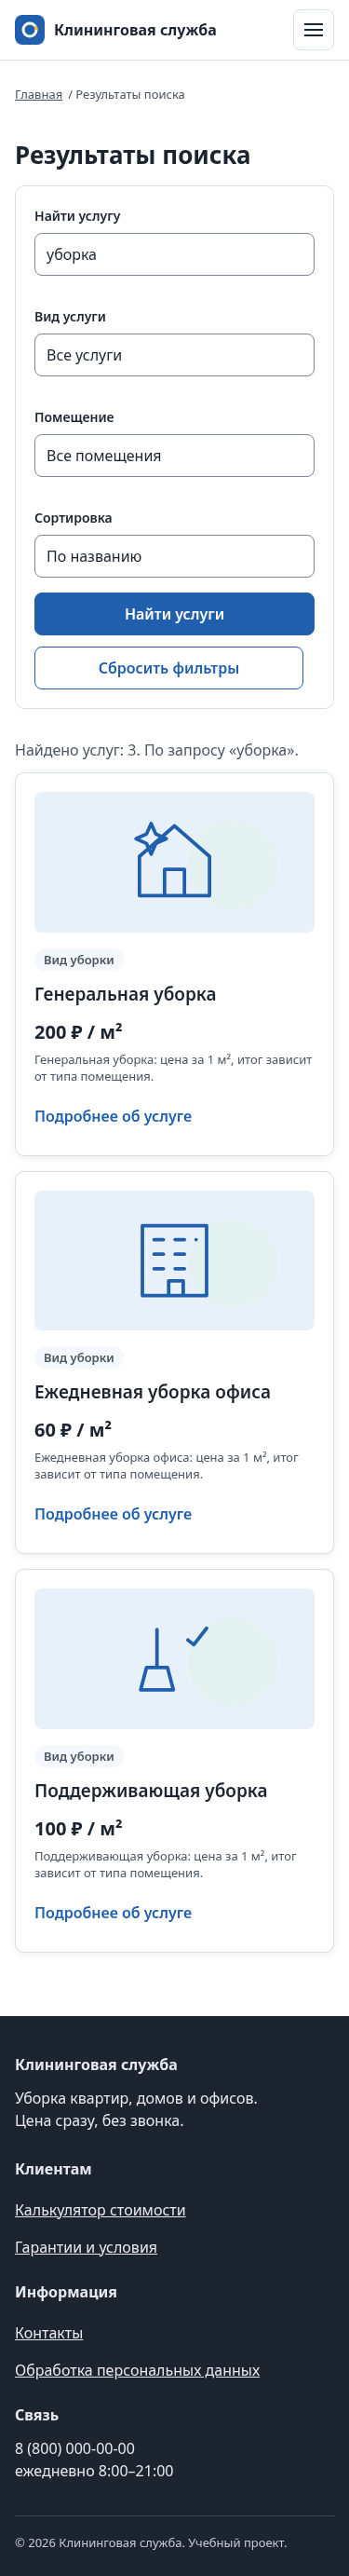 Клининговая служба
Главная / Результаты поиска
Результаты поиска
Найти услугу
уборка
Вид услуги
Все услуги
Помещение
Все помещения
Сортировка
По названию
Найти услуги
Сбросить фильтры
Найдено услуг: 3. По запросу «уборка».
Вид уборки
Генеральная уборка
200 ₽ / м²
Генеральная уборка: цена за 1 м², итог зависит
от типа помещения.
Подробнее об услуге
Вид уборки
Ежедневная уборка офиса
60 ₽ / м²
Ежедневная уборка офиса: цена за 1 м², итог
зависит от типа помещения.
Подробнее об услуге
Вид уборки
Поддерживающая уборка
100 ₽ / м²
Поддерживающая уборка: цена за 1 м², итог
зависит от типа помещения.
Подробнее об услуге
Клининговая служба
Уборка квартир, домов и офисов.
Цена сразу, без звонка.
Клиентам
Калькулятор стоимости
Гарантии и условия
Информация
Контакты
Обработка персональных данных
Связь
8 (800) 000-00-00
ежедневно 8:00–21:00
© 2026 Клининговая служба. Учебный проект.